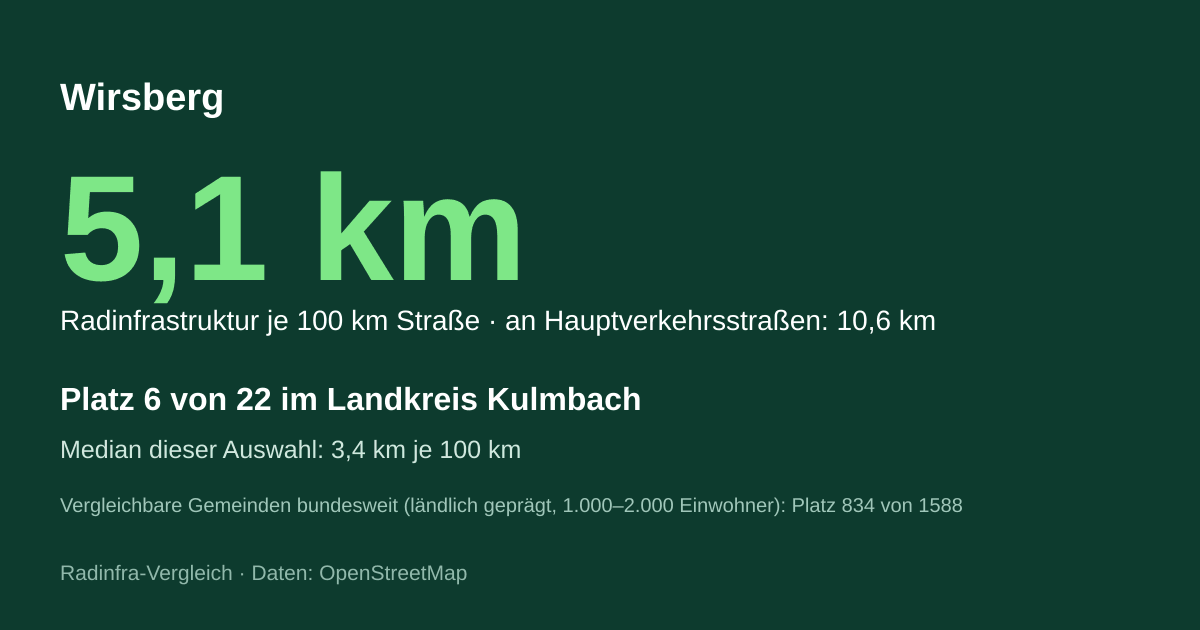 Wirsberg
5,1 km
Radinfrastruktur je 100 km Straße · an Hauptverkehrsstraßen: 10,6 km
Platz 6 von 22 im Landkreis Kulmbach
Median dieser Auswahl: 3,4 km je 100 km
Vergleichbare Gemeinden bundesweit (ländlich geprägt, 1.000–2.000 Einwohner): Platz 834 von 1588
Radinfra-Vergleich · Daten: OpenStreetMap